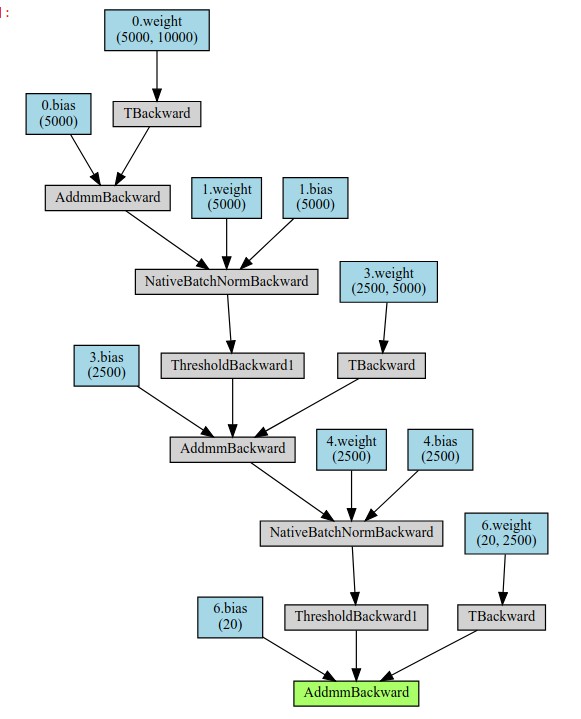 ]:
0.weight
(5000, 10000)
0.bias
(5000)
TBackward
AddmmBackward
1.weight
(5000)
1.bias
(5000)
NativeBatchNormBackward
3.weight
(2500, 5000)
3.bias
(2500)
ThresholdBackward1
TBackward
AddmmBackward
4.weight
(2500)
4.bias
(2500)
NativeBatchNormBackward
6.weight
(20, 2500)
6.bias
(20)
ThresholdBackward1
TBackward
AddmmBackward